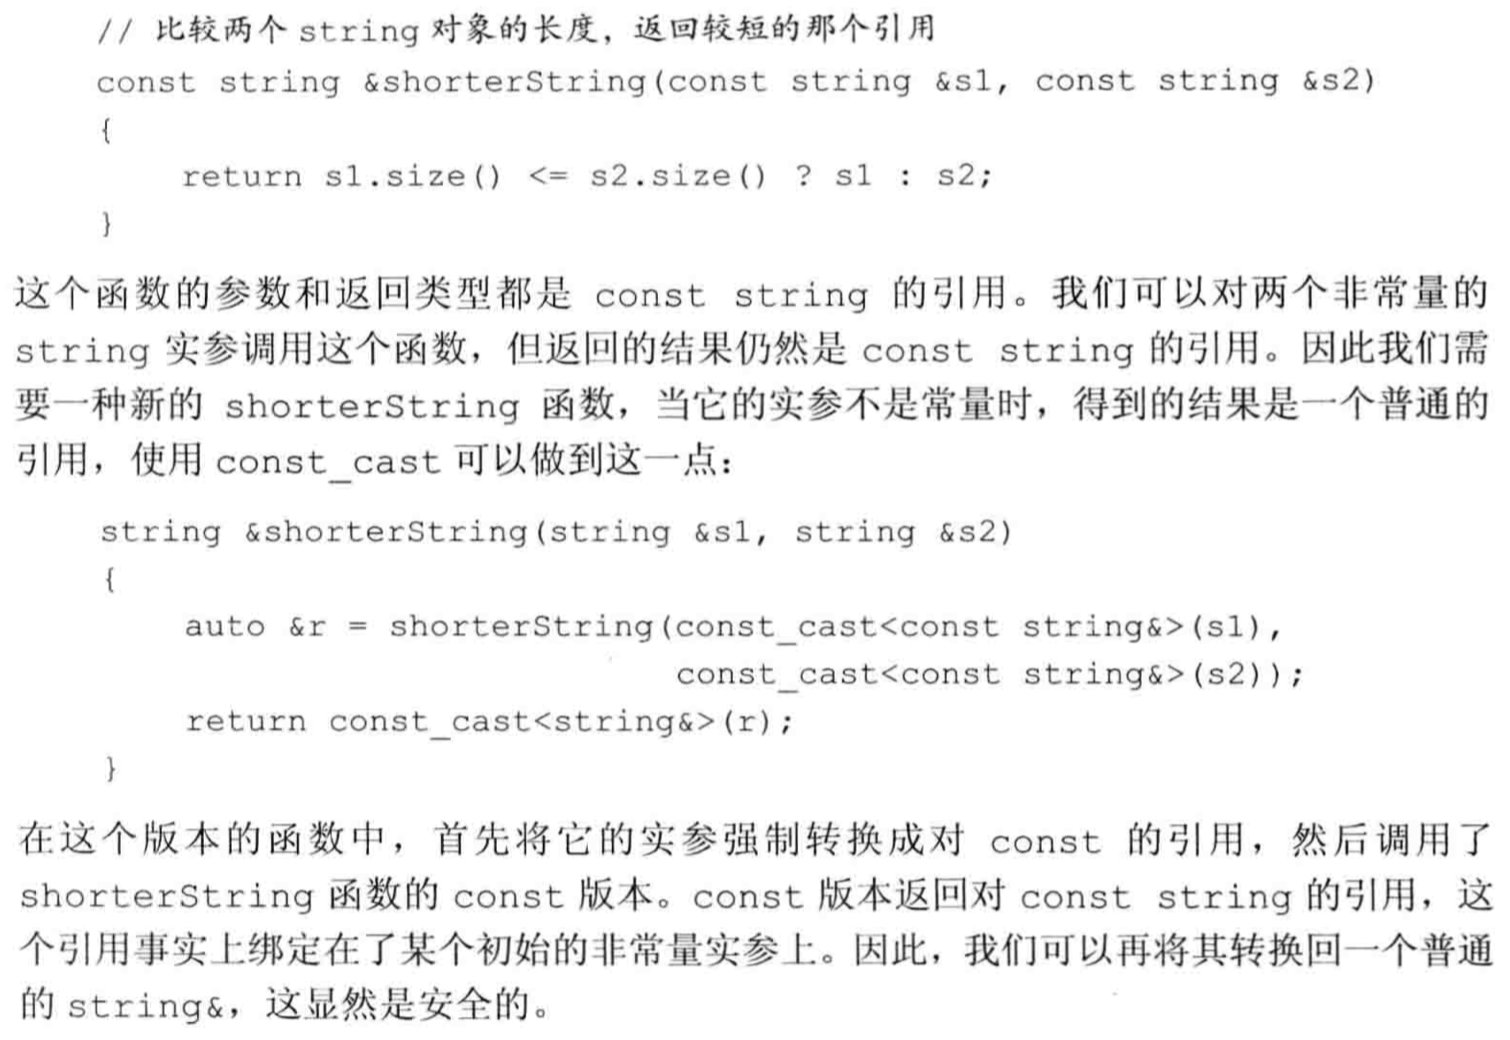 // 比较两个 string 对象的长度，返回较短的那个引用
const string &shorterString(const string &s1, const string &s2)
{
    return s1.size() <= s2.size() ? s1 : s2;
}
这个函数的参数和返回类型都是 const string 的引用。我们可以对两个非常量的
string 实参调用这个函数，但返回的结果仍然是 const string 的引用。因此我们需
要一种新的 shorterString 函数，当它的实参不是常量时，得到的结果是一个普通的
引用，使用 const_cast 可以做到这一点：
string &shorterString(string &s1, string &s2)
{
    auto &r = shorterString(const_cast<const string&>(s1),
                            const_cast<const string&>(s2));
    return const_cast<string&>(r);
}
在这个版本的函数中，首先将它的实参强制转换成对 const 的引用，然后调用了
shorterString 函数的 const 版本。const 版本返回对 const string 的引用，这
个引用事实上绑定在了某个初始的非常量实参上。因此，我们可以再将其转换回一个普通
的 string&，这显然是安全的。